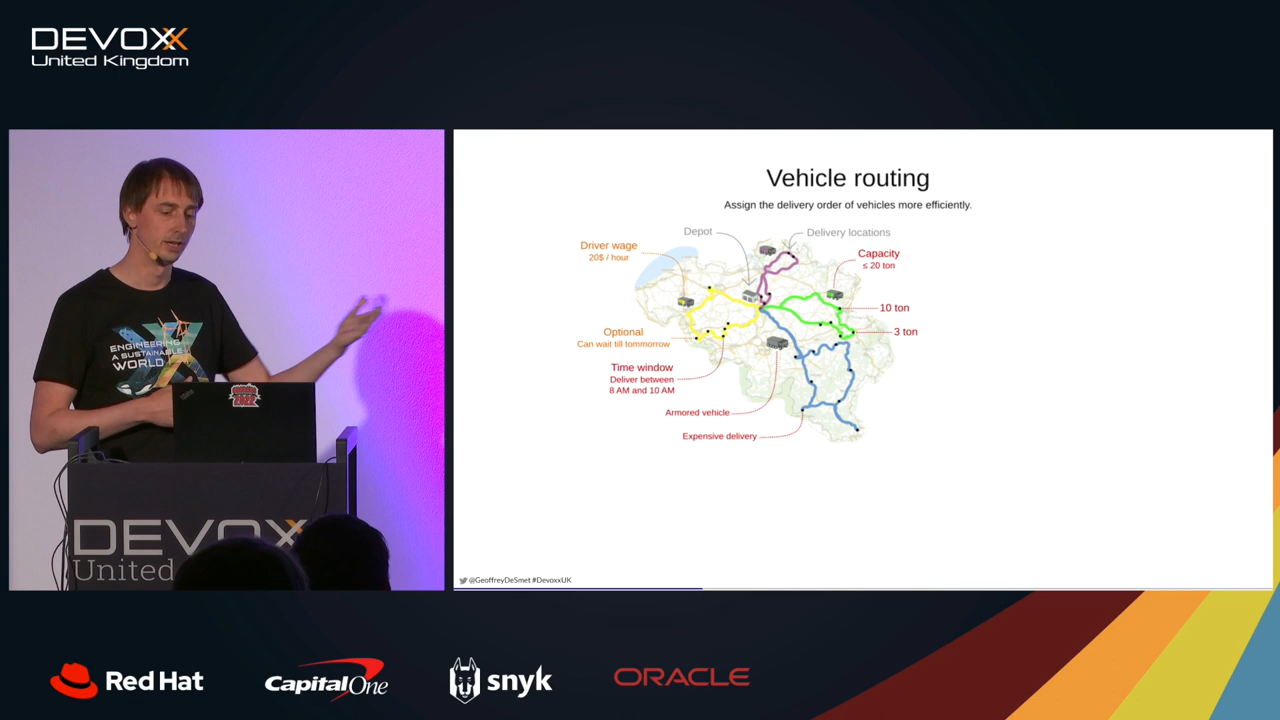 DEVOXX
United Kingdom
ENGINEERING
A SUSTAINABLE
WORLD
2022
DEVOXX
United
Vehicle routing
Assign the delivery order of vehicles more efficiently.
Depot
Delivery locations
Driver wage
20$ / hour
Capacity
≤ 20 ton
10 ton
3 ton
Optional
Can wait till tommorrow
Time window
Deliver between
8 AM and 10 AM
Armored vehicle
Expensive delivery
@GeoffreyDeSmet #DevoxxUK
Red Hat
Capital One
snyk
ORACLE